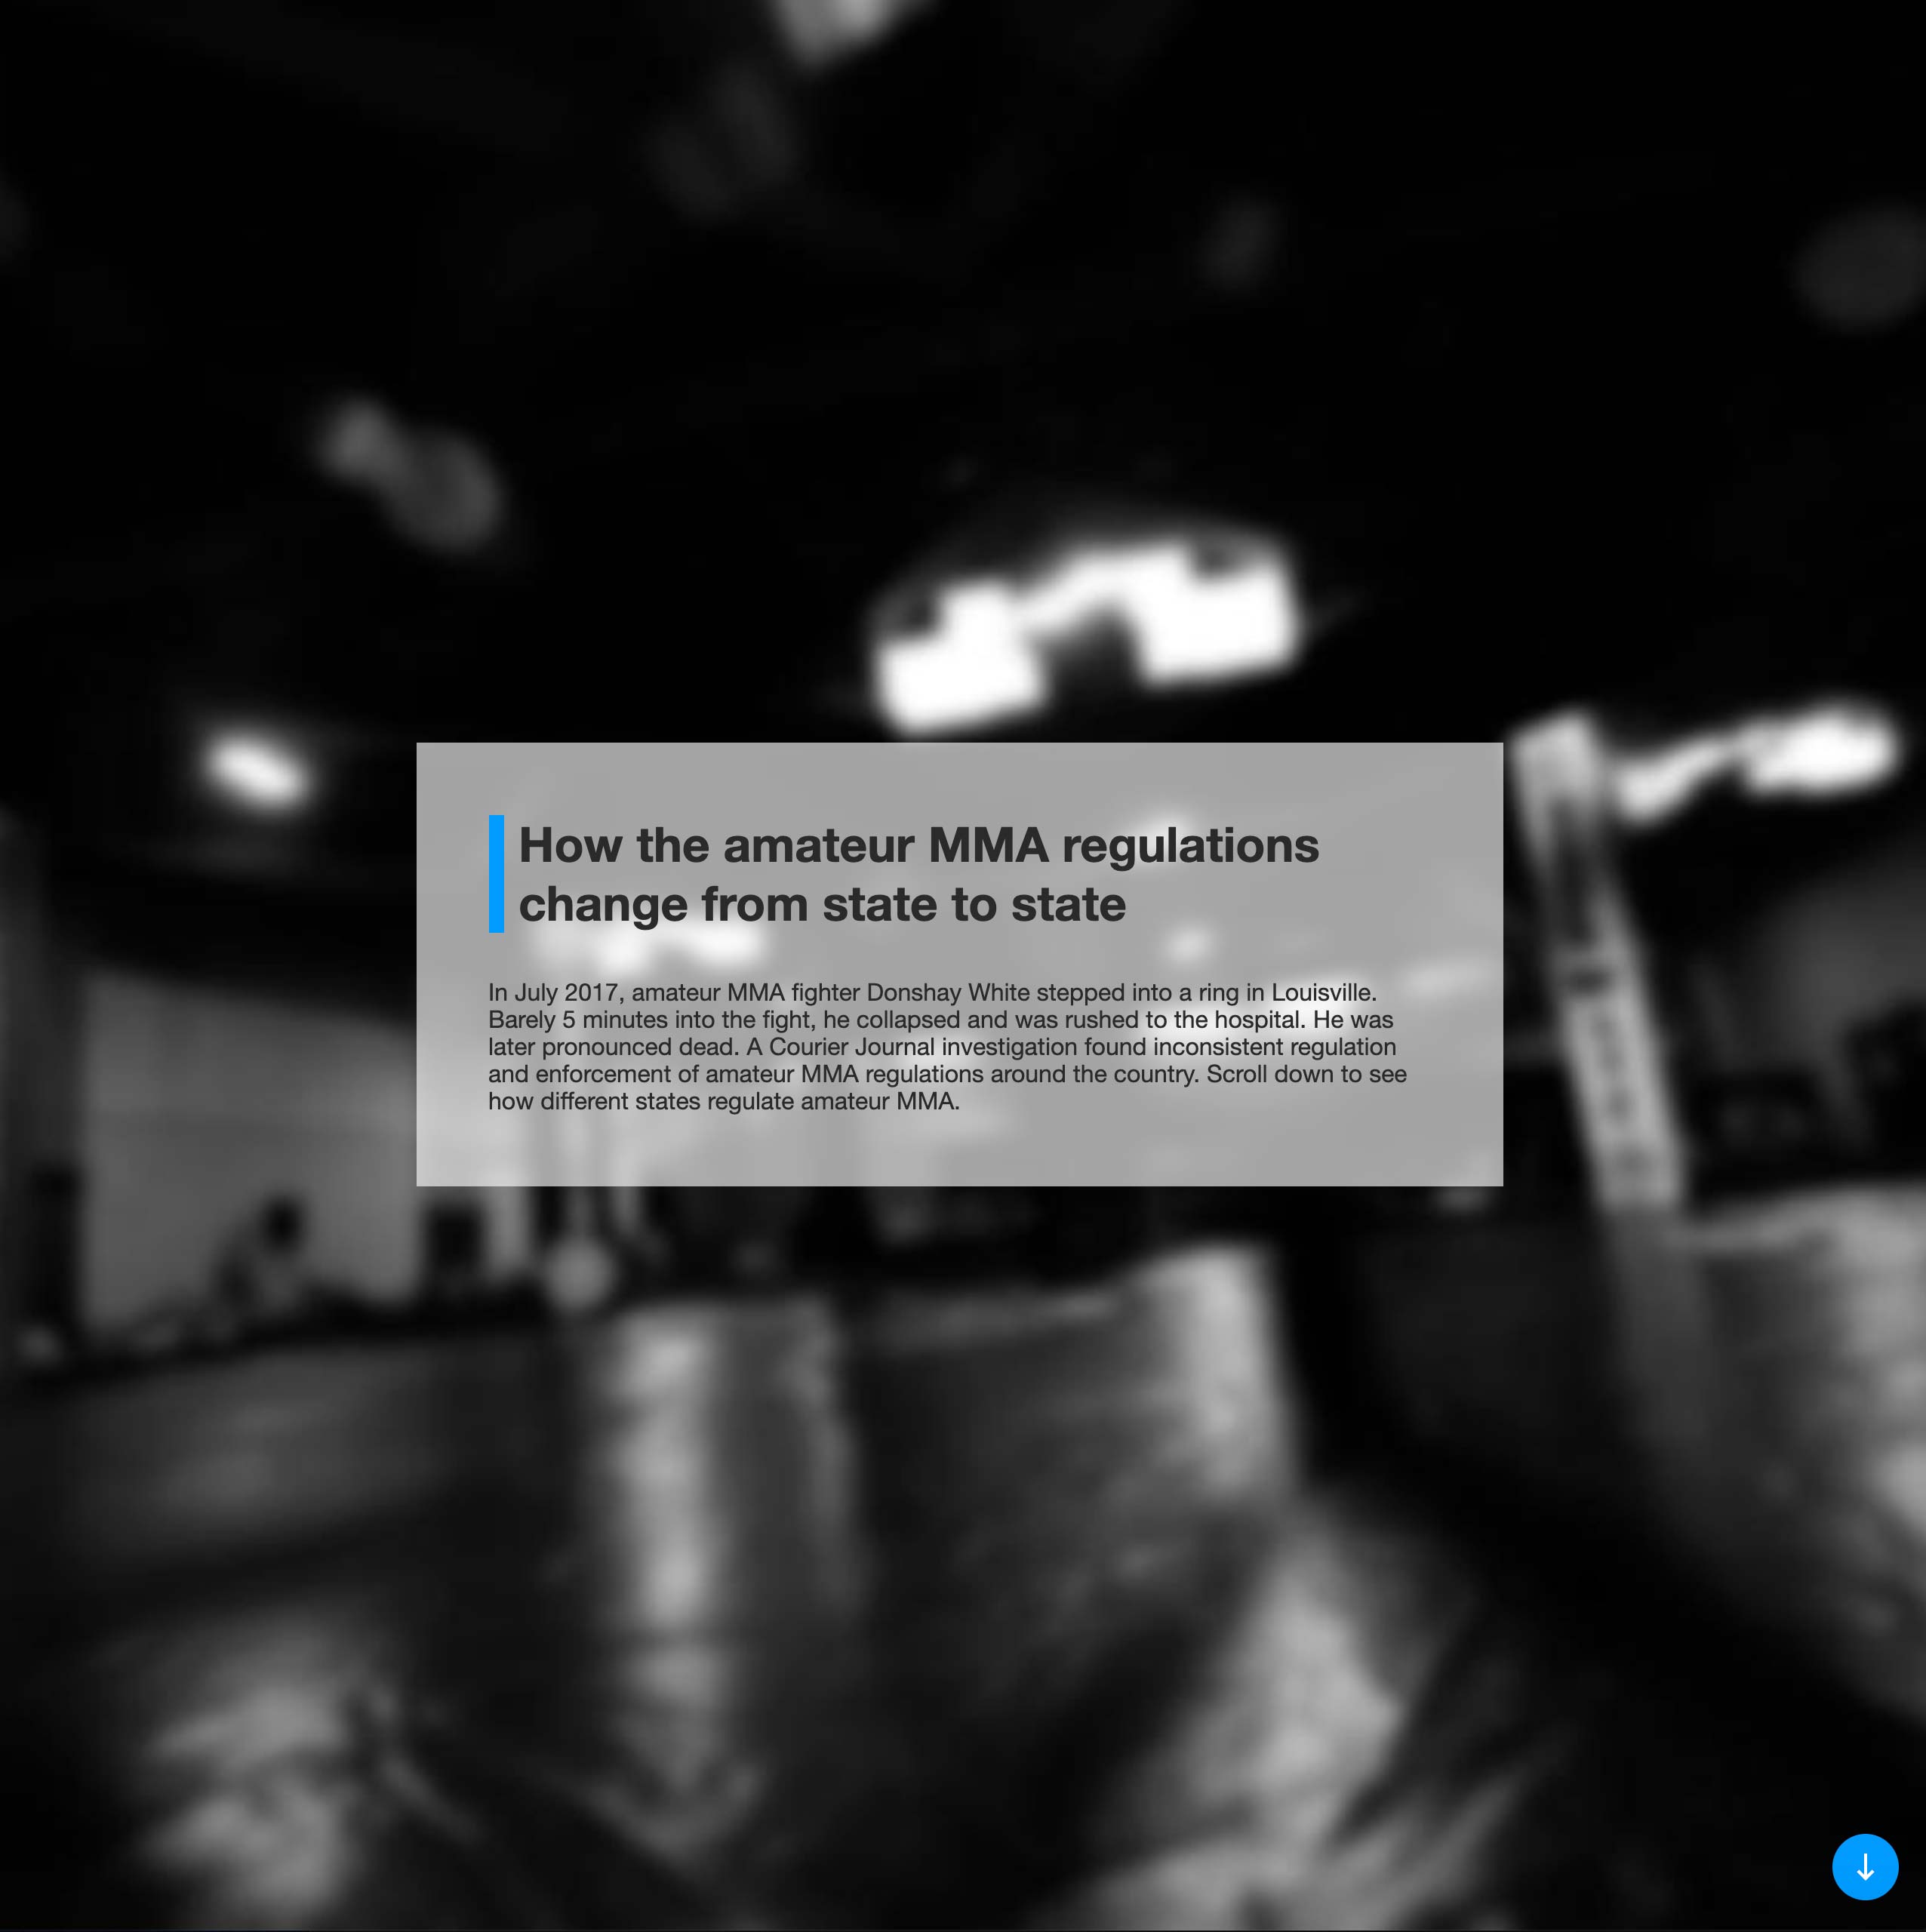 How the amateur MMA regulations
change from state to state
In July 2017, amateur MMA fighter Donshay White stepped into a ring in Louisville.
Barely 5 minutes into the fight, he collapsed and was rushed to the hospital. He was
later pronounced dead. A Courier Journal investigation found inconsistent regulation
and enforcement of amateur MMA regulations around the country. Scroll down to see
how different states regulate amateur MMA.